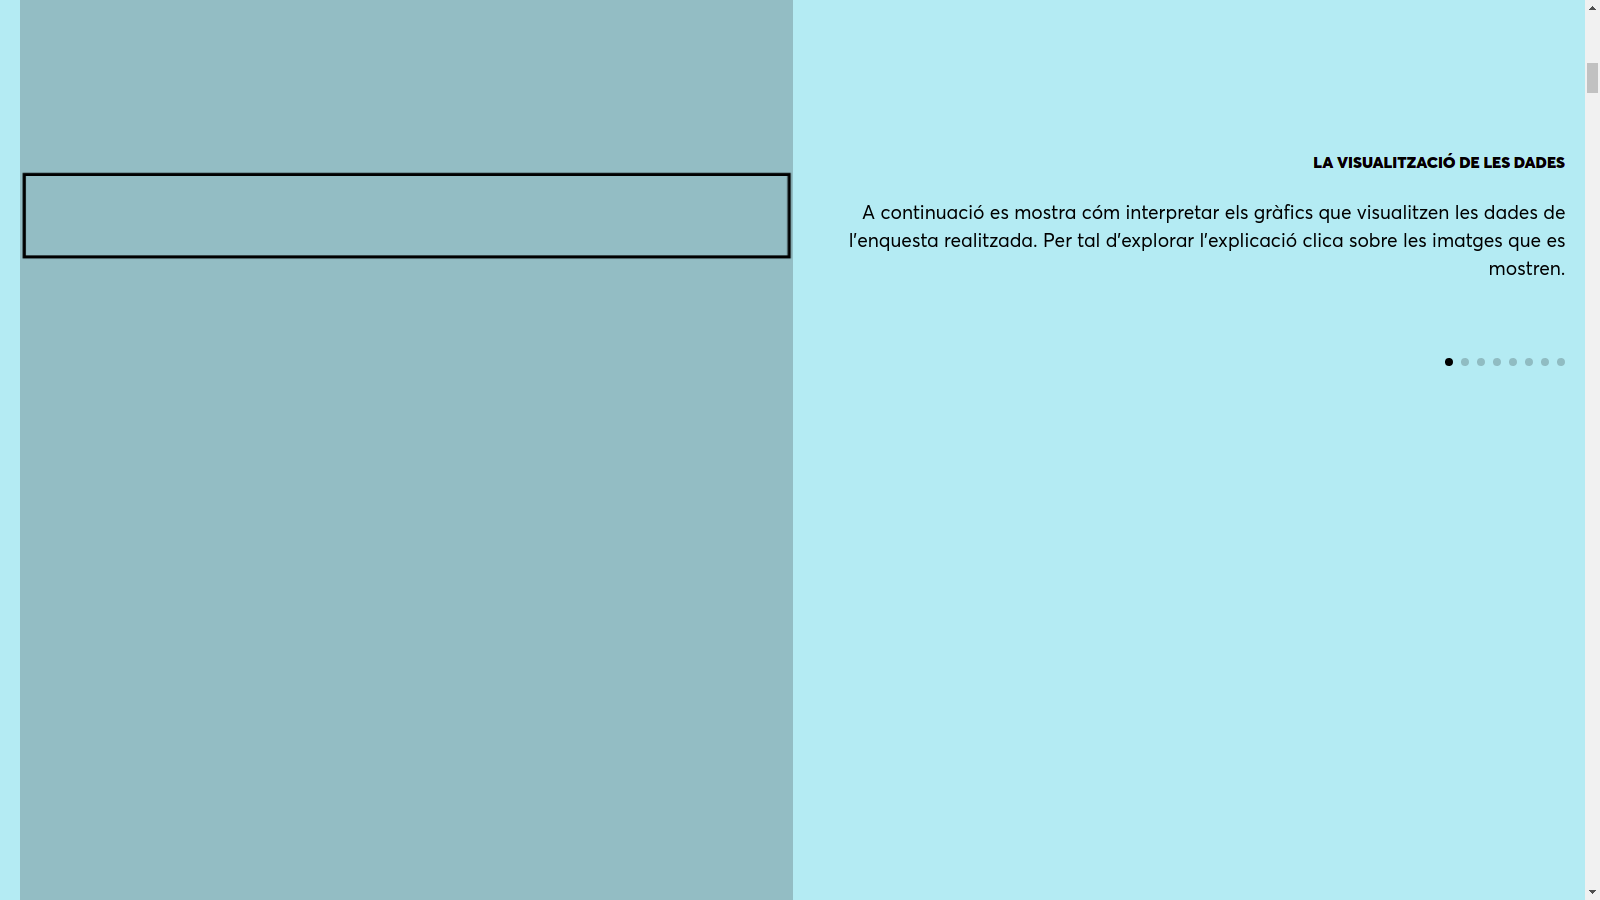 LA VISUALITZACIÓ DE LES DADES
A continuació es mostra cóm interpretar els gràfics que visualitzen les dades de
l'enquesta realitzada. Per tal d'explorar l'explicació clica sobre les imatges que es
mostren.